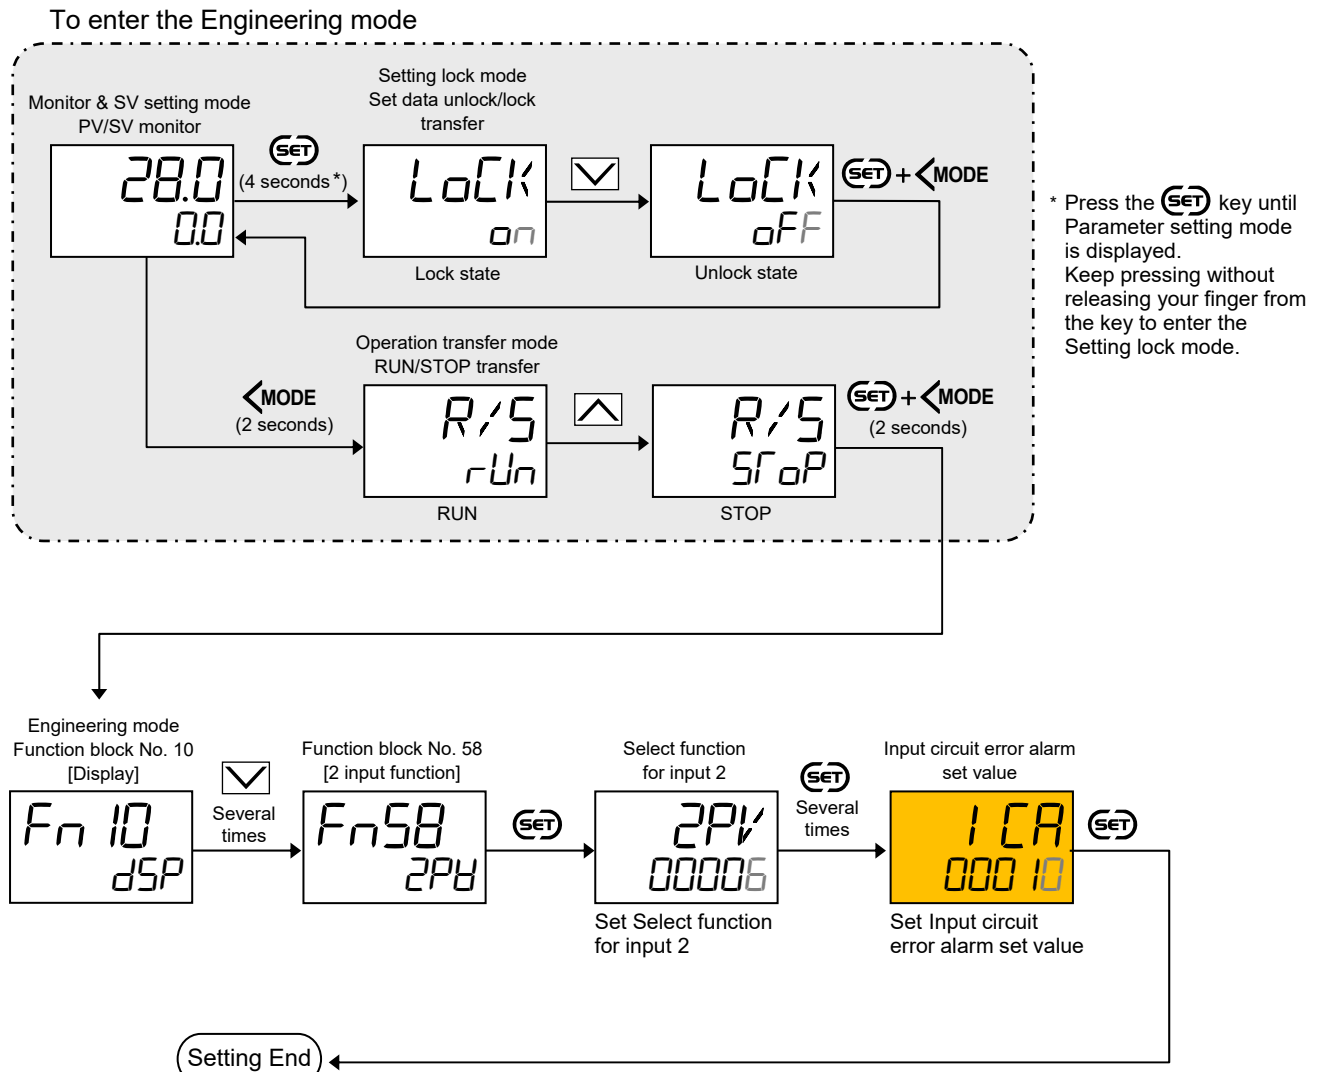 To enter the Engineering mode
Monitor & SV setting mode
PV/SV monitor
28.0
0.0
SET
(4 seconds*)
Setting lock mode
Set data unlock/lock
transfer
LoCK
on
Lock state
LoCK
oFF
Unlock state
SET + MODE
* Press the SET key until
Parameter setting mode
is displayed.
Keep pressing without
releasing your finger from
the key to enter the
Setting lock mode.
MODE
(2 seconds)
Operation transfer mode
RUN/STOP transfer
R/S
rUn
RUN
R/S
SToP
STOP
SET + MODE
(2 seconds)
Engineering mode
Function block No. 10
[Display]
Fn10
dSP
Several
times
Function block No. 58
[2 input function]
Fn58
2PV
SET
Select function
for input 2
2PV
00006
Set Select function
for input 2
SET
Several
times
Input circuit error alarm
set value
ICA
00010
Set Input circuit
error alarm set value
SET
Setting End